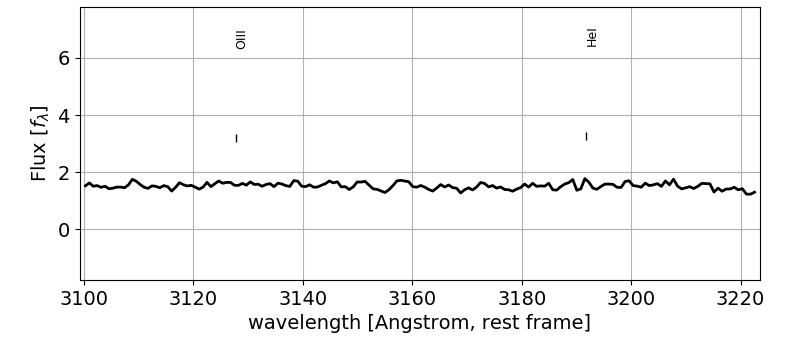 OIII
HeI
6
4
2
0
Flux [fλ]
3100 3120 3140 3160 3180 3200 3220
wavelength [Angstrom, rest frame]